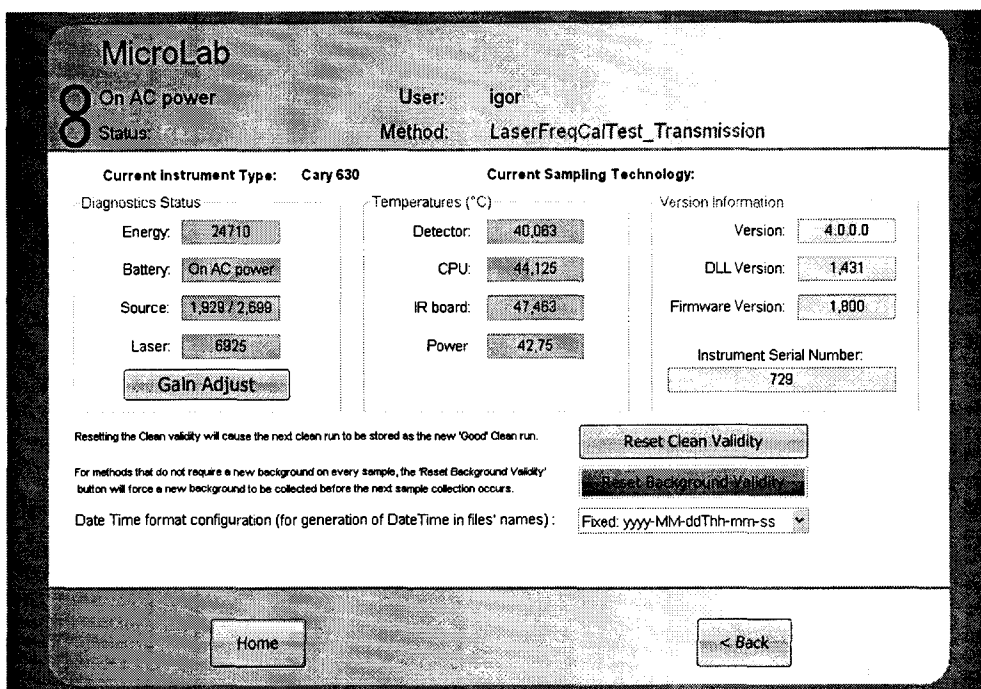 MicroLab
On AC power
User: igor
Status:
Method: LaserFreqCalTest_Transmission
Current Instrument Type: Cary 630
Current Sampling Technology:
Diagnostics Status
Energy: 24710
Battery: On AC power
Source: 1,929 / 2,699
Laser: 6925
Gain Adjust
Temperatures (°C)
Detector: 40,063
CPU: 44,125
IR board: 47,463
Power 42,75
Version Information
Version: 4.0.0.0
DLL Version: 1,431
Firmware Version: 1,800
Instrument Serial Number:
729
Resetting the Clean validity will cause the next clean run to be stored as the new 'Good' Clean run.
Reset Clean Validity
For methods that do not require a new background on every sample, the 'Reset Background Validity'
button will force a new background to be collected before the next sample collection occurs.
Reset Background Validity
Date Time format configuration (for generation of DateTime in files' names) :
Fixed: yyyy-MM-ddThh-mm-ss
Home
< Back